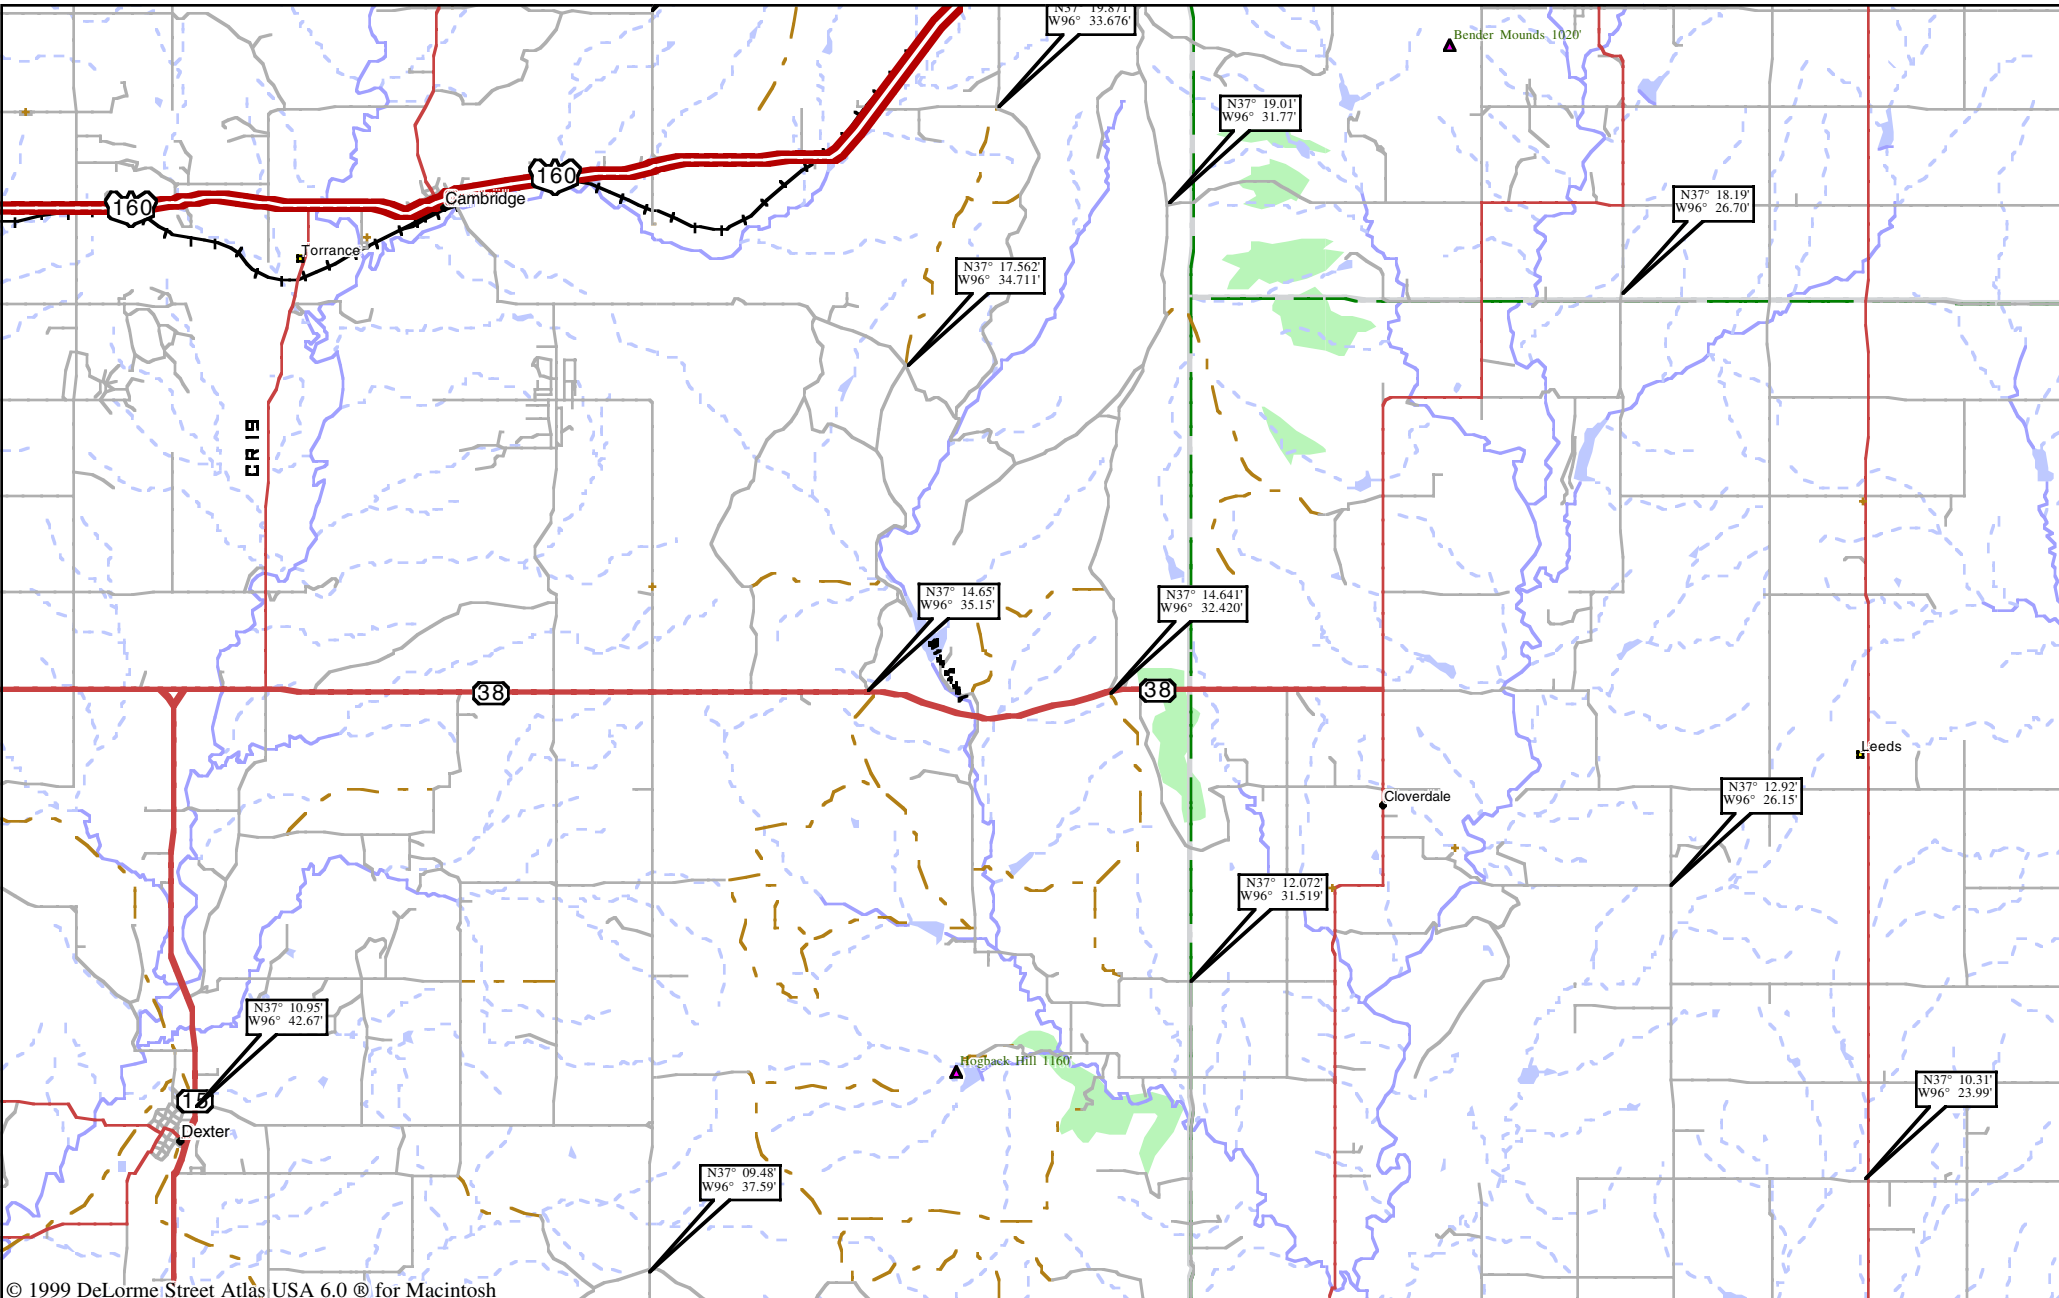 N37° 19.871'
W96° 33.676'
Bender Mounds 1020'
N37° 19.01'
W96° 31.77'
160
160
Cambridge
N37° 18.19'
W96° 26.70'
Torrance
N37° 17.562'
W96° 34.711'
CR 19
N37° 14.65'
W96° 35.15'
N37° 14.641'
W96° 32.420'
38
38
Leeds
Cloverdale
N37° 12.92'
W96° 26.15'
N37° 12.072'
W96° 31.519'
N37° 10.95'
W96° 42.67'
Hogback Hill 1160'
15
N37° 10.31'
W96° 23.99'
Dexter
N37° 09.48'
W96° 37.59'
© 1999 DeLorme Street Atlas USA 6.0 ® for Macintosh